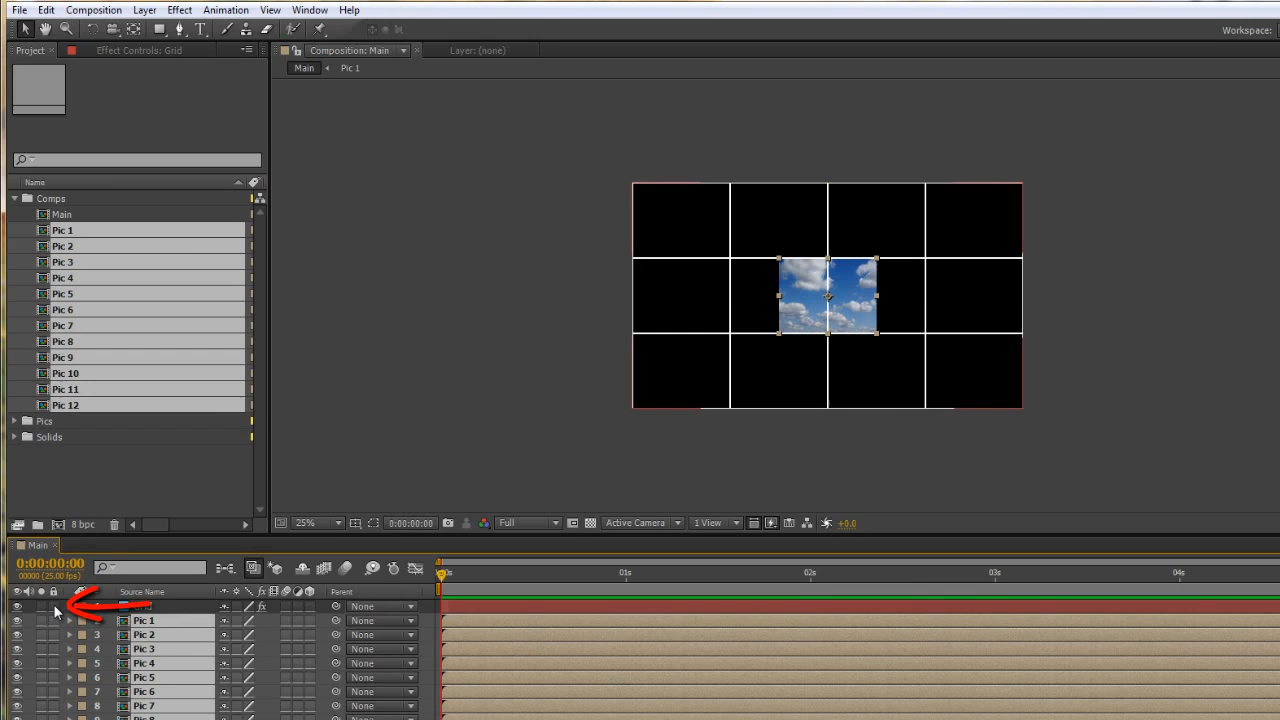 File Edit Composition Layer Effect Animation View Window Help
Workspace:
Project Effect Controls: Grid
Composition: Main Layer: (none)
Main Pic 1
Name
Comps
Main
Pic 1
Pic 2
Pic 3
Pic 4
Pic 5
Pic 6
Pic 7
Pic 8
Pic 9
Pic 10
Pic 11
Pic 12
Pics
Solids
8 bpc
25% 0:00:00:00 Full Active Camera 1 View +0.0
Main
0:00:00:00
00000 (25.00 fps)
Source Name Parent
01s 02s 03s 04s
None
2 Pic 1 None
3 Pic 2 None
4 Pic 3 None
5 Pic 4 None
6 Pic 5 None
7 Pic 6 None
8 Pic 7 None